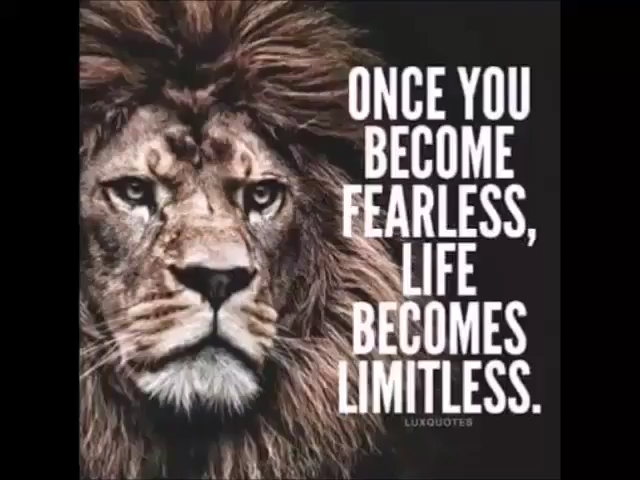 ONCE YOU
BECOME
FEARLESS,
LIFE
BECOMES
LIMITLESS.
LUXQUOTES